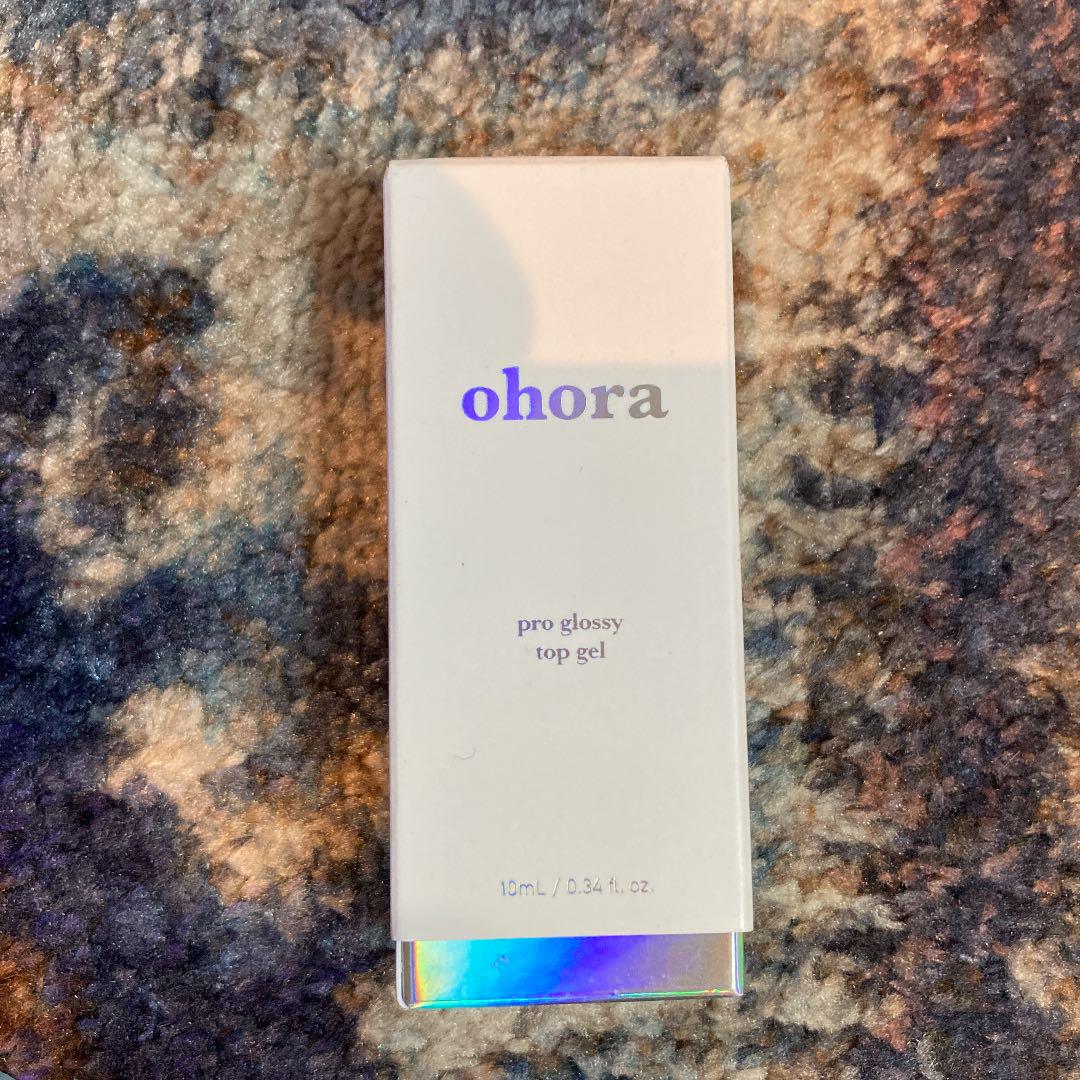 ohora
pro glossy
top gel
10mL / 0.34 fl. oz.